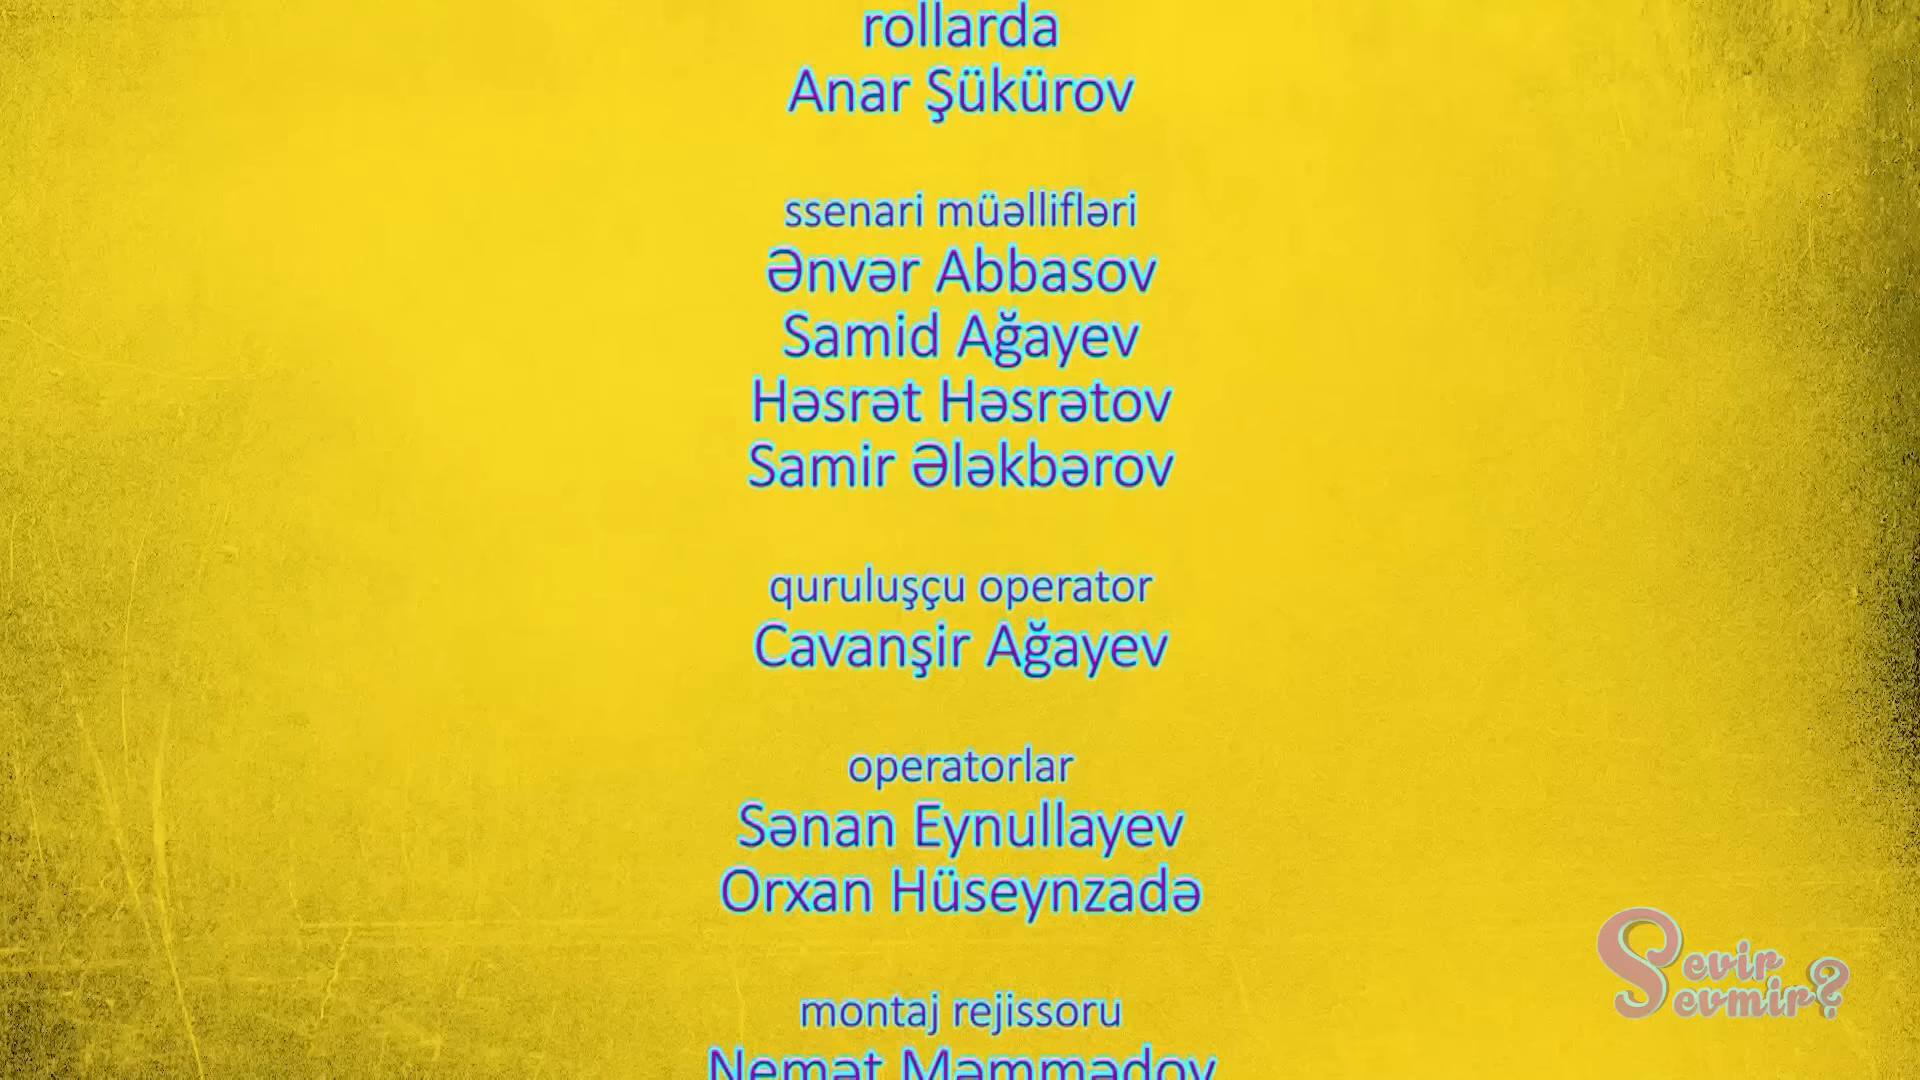 rollarda
Anar Şükürov
ssenari müəllifləri
Ənvər Abbasov
Samid Ağayev
Həsrət Həsrətov
Samir Ələkbərov
quruluşçu operator
Cavanşir Ağayev
operatorlar
Sənan Eynullayev
Orxan Hüseynzadə
montaj rejissoru
Nemət Məmmədov
Sevir
Sevmir?